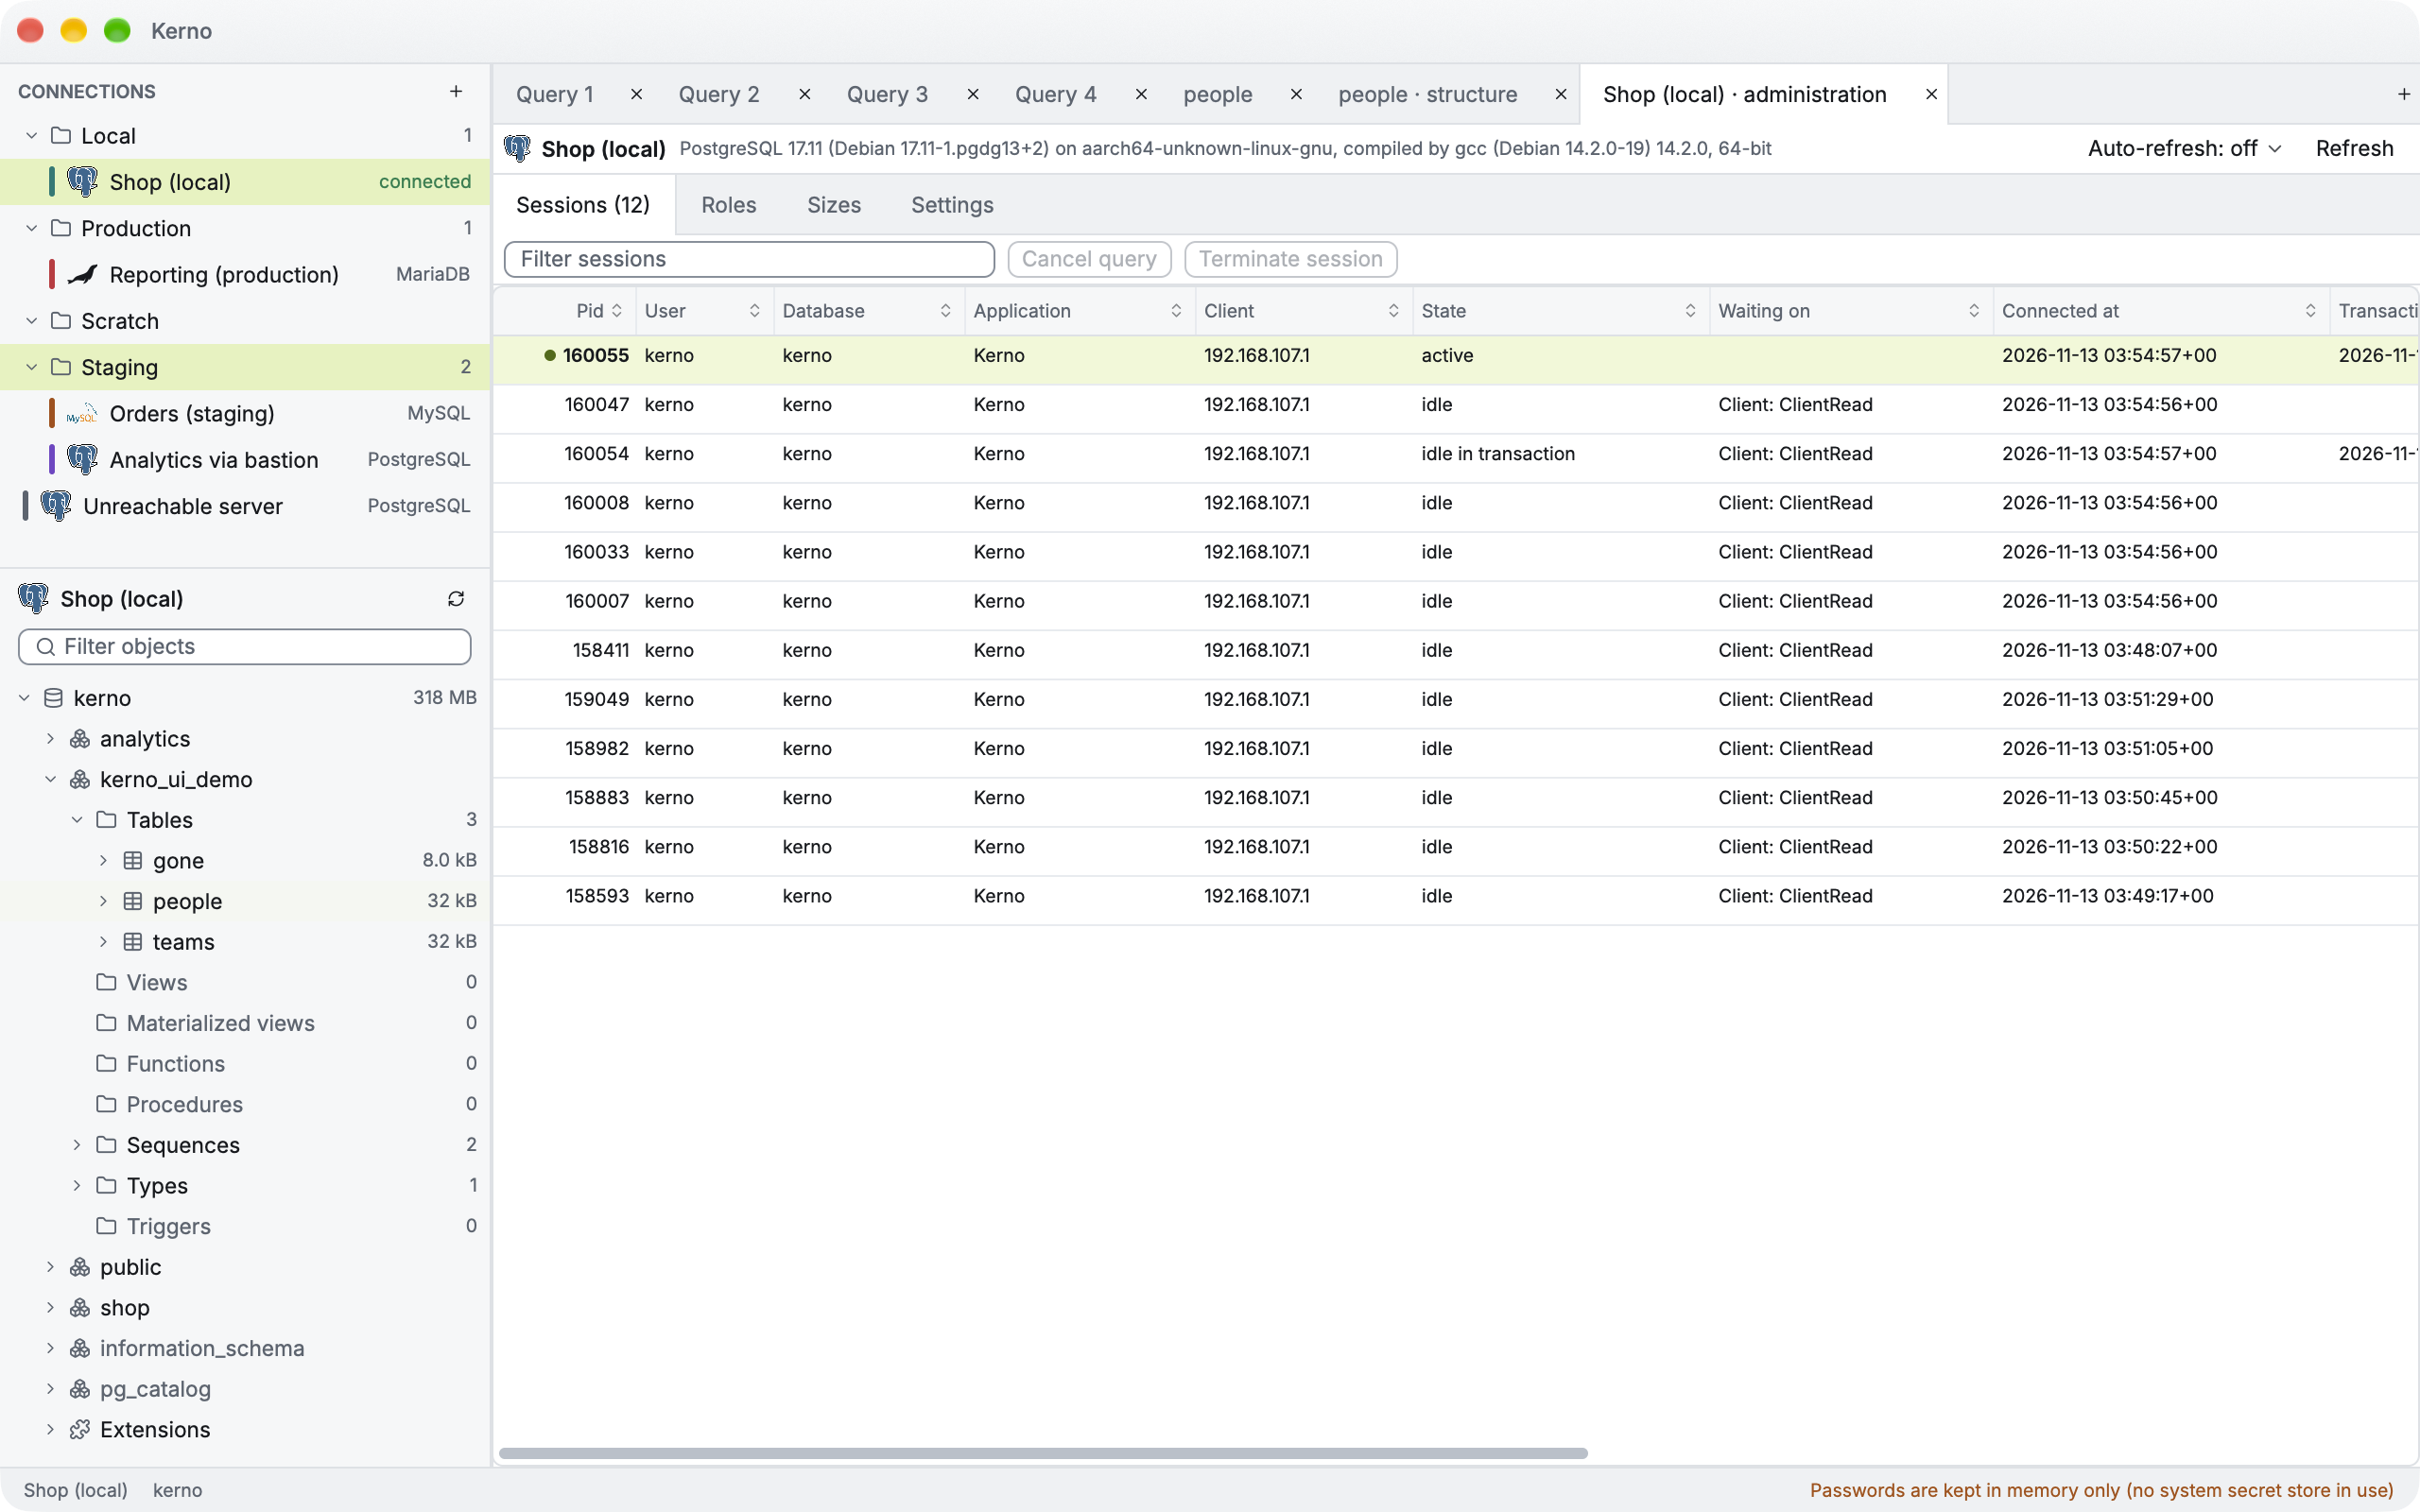 Kerno
CONNECTIONS
Local 1
Shop (local) connected
Production 1
Reporting (production) MariaDB
Scratch
Staging 2
MySQL Orders (staging) MySQL
Analytics via bastion PostgreSQL
Unreachable server PostgreSQL
Shop (local)
Filter objects
kerno 318 MB
analytics
kerno_ui_demo
Tables 3
gone 8.0 kB
people 32 kB
teams 32 kB
Views 0
Materialized views 0
Functions 0
Procedures 0
Sequences 2
Types 1
Triggers 0
public
shop
information_schema
pg_catalog
Extensions
Query 1 Query 2 Query 3 Query 4 people people · structure Shop (local) · administration
Shop (local) PostgreSQL 17.11 (Debian 17.11-1.pgdg13+2) on aarch64-unknown-linux-gnu, compiled by gcc (Debian 14.2.0-19) 14.2.0, 64-bit Auto-refresh: off Refresh
Sessions (12) Roles Sizes Settings
Filter sessions Cancel query Terminate session
Pid User Database Application Client State Waiting on Connected at Transacti
160055 kerno kerno Kerno 192.168.107.1 active 2026-11-13 03:54:57+00 2026-11-
160047 kerno kerno Kerno 192.168.107.1 idle Client: ClientRead 2026-11-13 03:54:56+00
160054 kerno kerno Kerno 192.168.107.1 idle in transaction Client: ClientRead 2026-11-13 03:54:57+00 2026-11-
160008 kerno kerno Kerno 192.168.107.1 idle Client: ClientRead 2026-11-13 03:54:56+00
160033 kerno kerno Kerno 192.168.107.1 idle Client: ClientRead 2026-11-13 03:54:56+00
160007 kerno kerno Kerno 192.168.107.1 idle Client: ClientRead 2026-11-13 03:54:56+00
158411 kerno kerno Kerno 192.168.107.1 idle Client: ClientRead 2026-11-13 03:48:07+00
159049 kerno kerno Kerno 192.168.107.1 idle Client: ClientRead 2026-11-13 03:51:29+00
158982 kerno kerno Kerno 192.168.107.1 idle Client: ClientRead 2026-11-13 03:51:05+00
158883 kerno kerno Kerno 192.168.107.1 idle Client: ClientRead 2026-11-13 03:50:45+00
158816 kerno kerno Kerno 192.168.107.1 idle Client: ClientRead 2026-11-13 03:50:22+00
158593 kerno kerno Kerno 192.168.107.1 idle Client: ClientRead 2026-11-13 03:49:17+00
Shop (local) kerno Passwords are kept in memory only (no system secret store in use)